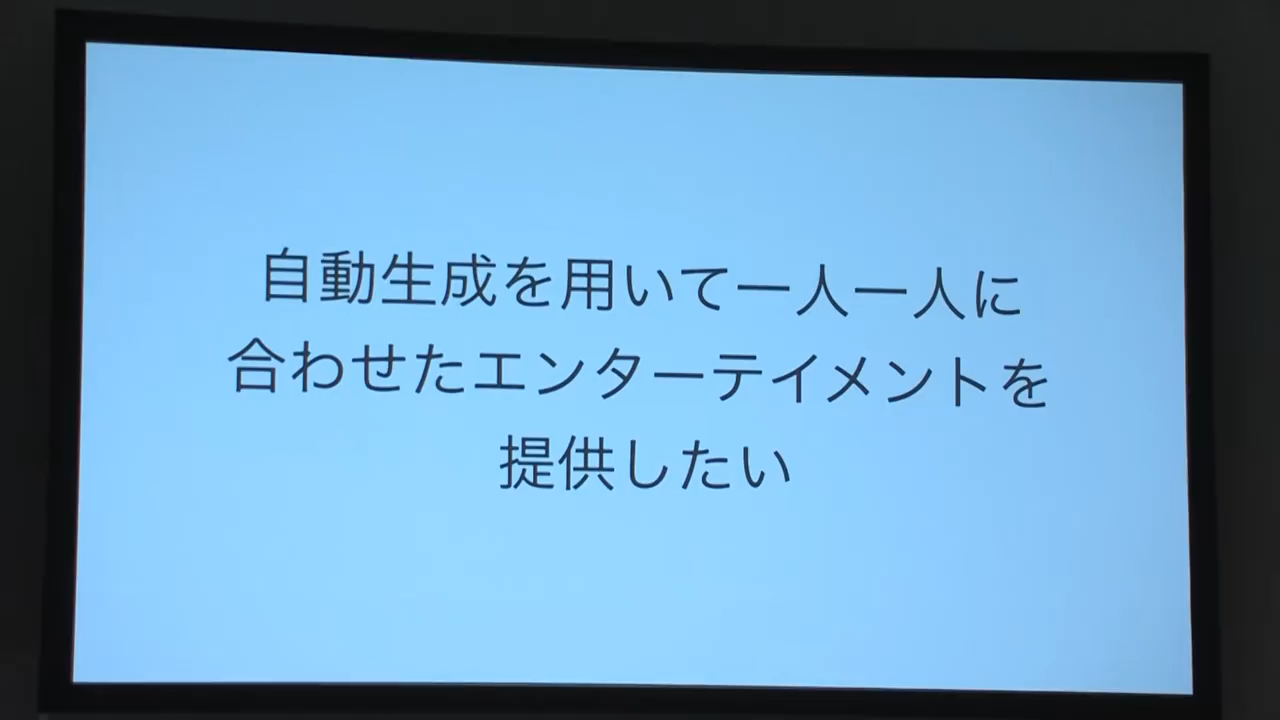 自動生成を用いて一人一人に
合わせたエンターテイメントを
提供したい